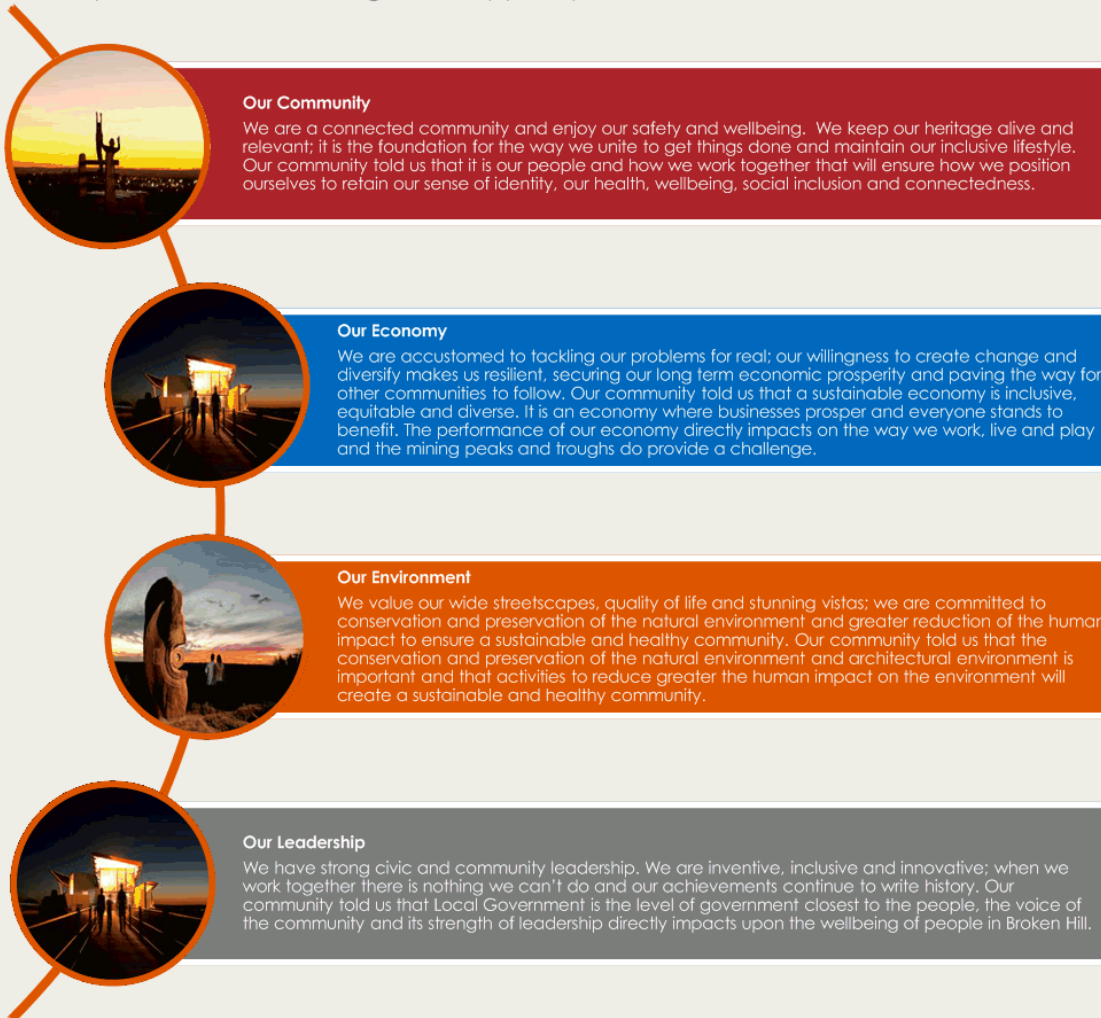 Our Community
We are a connected community and enjoy our safety and wellbeing.  We keep our heritage alive and
relevant; it is the foundation for the way we unite to get things done and maintain our inclusive lifestyle.
Our community told us that it is our people and how we work together that will ensure how we position
ourselves to retain our sense of identity, our health, wellbeing, social inclusion and connectedness.
Our Economy
We are accustomed to tackling our problems for real; our willingness to create change and
diversify makes us resilient, securing our long term economic prosperity and paving the way for
other communities to follow. Our community told us that a sustainable economy is inclusive,
equitable and diverse. It is an economy where businesses prosper and everyone stands to
benefit. The performance of our economy directly impacts on the way we work, live and play
and the mining peaks and troughs do provide a challenge.
Our Environment
We value our wide streetscapes, quality of life and stunning vistas; we are committed to
conservation and preservation of the natural environment and greater reduction of the human
impact to ensure a sustainable and healthy community. Our community told us that the
conservation and preservation of the natural environment and architectural environment is
important and that activities to reduce greater the human impact on the environment will
create a sustainable and healthy community.
Our Leadership
We have strong civic and community leadership. We are inventive, inclusive and innovative; when we
work together there is nothing we can't do and our achievements continue to write history. Our
community told us that Local Government is the level of government closest to the people, the voice of
the community and its strength of leadership directly impacts upon the wellbeing of people in Broken Hill.